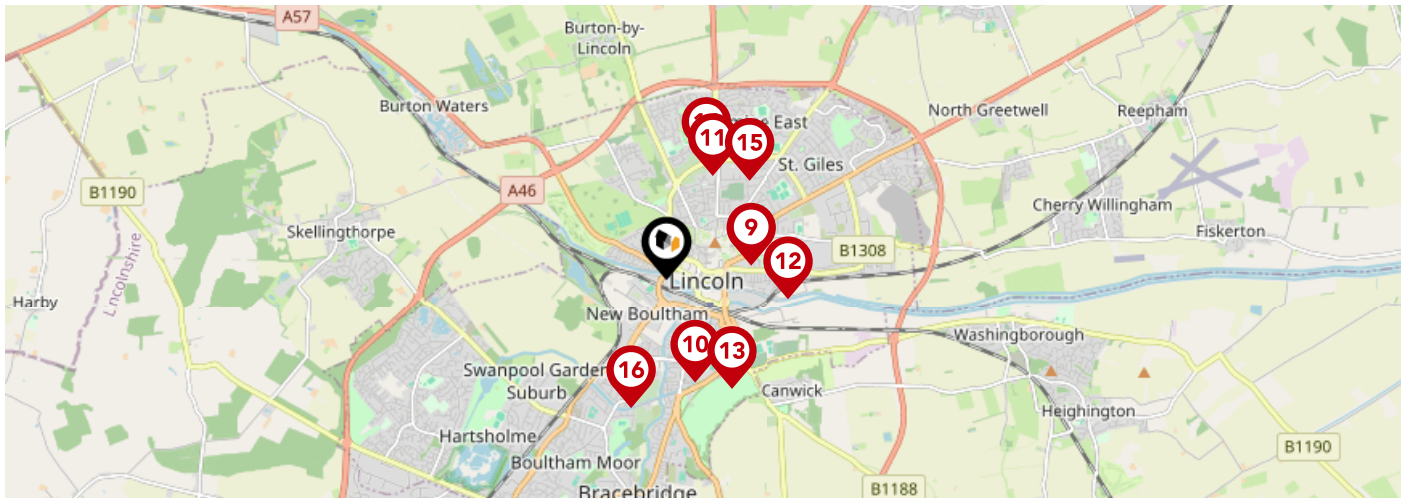 A57
Burton-by-
Lincoln
Burton Waters
North Greetwell
Reepham
East
11
15
St. Giles
B1190
A46
Cherry Willingham
Skellingthorpe
9
Fiskerton
B1308
Lincolnshire
12
Lincoln
Harby
New Boultham
Washingborough
10
13
16
Swanpool Garden
Suburb
Canwick
Heighington
Hartsholme
B1190
Boultham Moor
Bracebridge
B1188